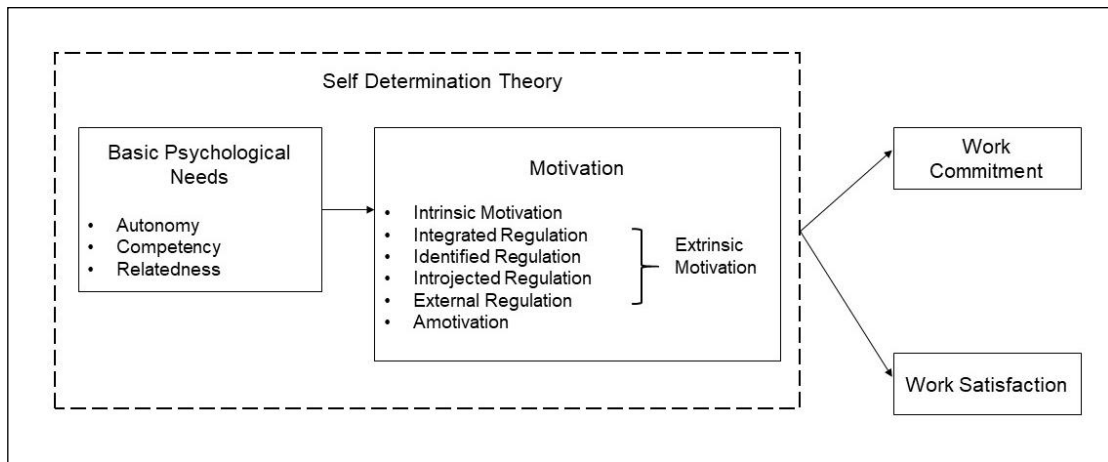 Self Determination Theory
Basic Psychological
Needs
• Autonomy
• Competency
• Relatedness
Motivation
• Intrinsic Motivation
• Integrated Regulation
• Identified Regulation
• Introjected Regulation
• External Regulation
• Amotivation
Extrinsic
Motivation
Work
Commitment
Work Satisfaction